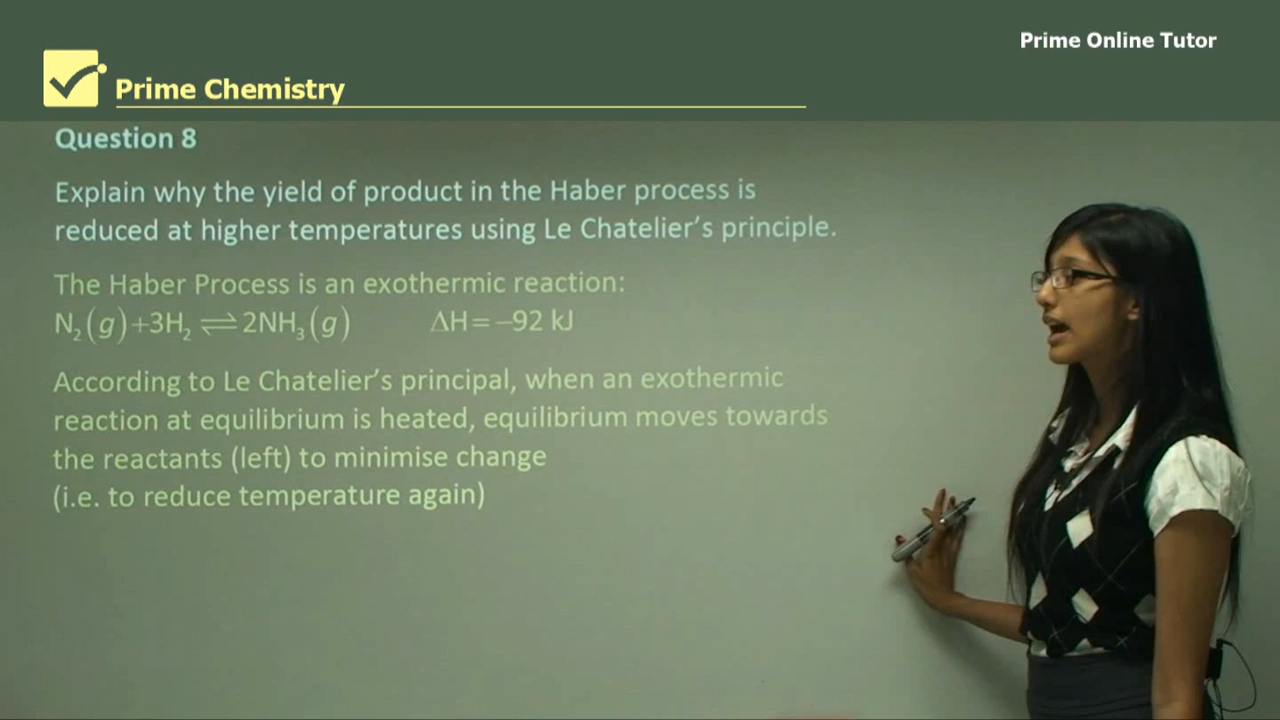 Prime Online Tutor
Prime Chemistry
Question 8
Explain why the yield of product in the Haber process is
reduced at higher temperatures using Le Chatelier’s principle.
The Haber Process is an exothermic reaction:
N₂(g)+3H₂ ⇌ 2NH₃(g) ΔH=–92 kJ
According to Le Chatelier’s principal, when an exothermic
reaction at equilibrium is heated, equilibrium moves towards
the reactants (left) to minimise change
(i.e. to reduce temperature again)